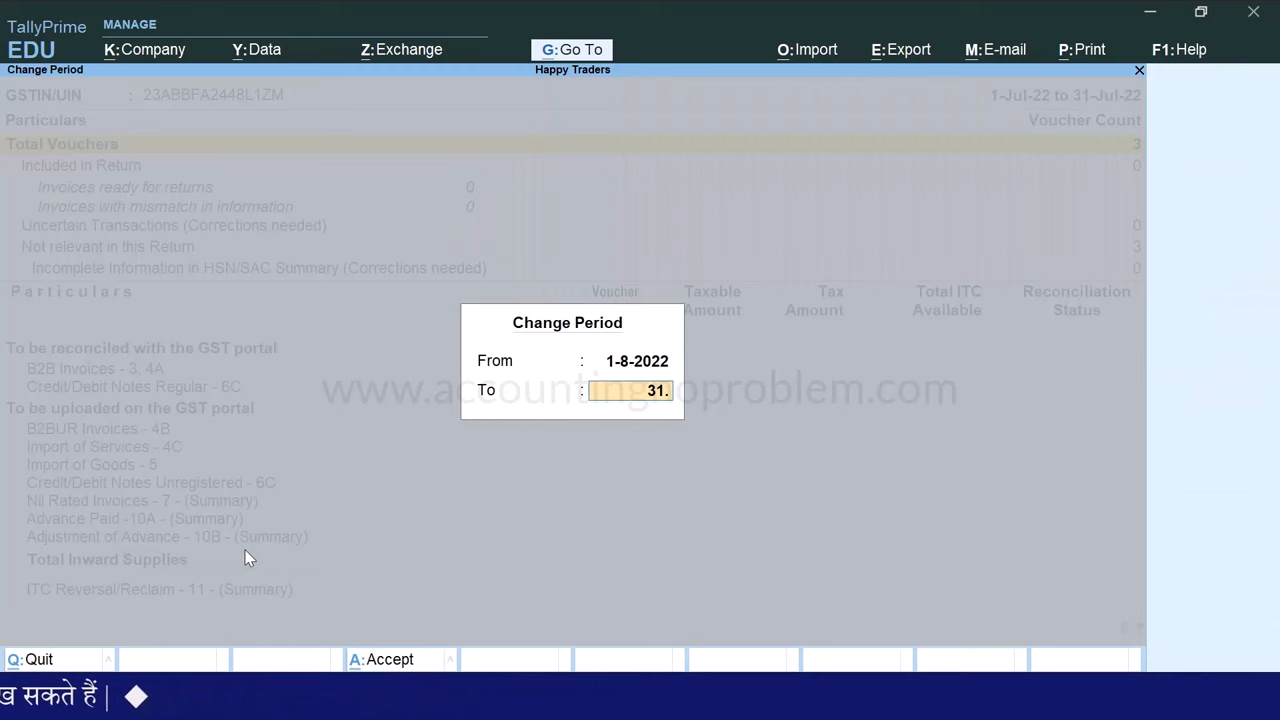 TallyPrime MANAGE
EDU K:Company Y:Data Z:Exchange G:Go To O:Import E:Export M:E-mail P:Print F1:Help
Change Period Happy Traders
GSTIN/UIN : 23ABBFA2448L1ZM 1-Jul-22 to 31-Jul-22
Particulars Voucher Count
Total Vouchers 3
Included in Return 0
Invoices ready for returns 0
Invoices with mismatch in information 0
Uncertain Transactions (Corrections needed) 0
Not relevant in this Return 3
Incomplete Information in HSN/SAC Summary (Corrections needed) 0
Particulars Voucher Taxable Tax Total ITC Reconciliation
Amount Amount Available Status
Change Period
From : 1-8-2022
To : 31.
To be reconciled with the GST portal
B2B Invoices - 3, 4A
Credit/Debit Notes Regular - 6C
To be uploaded on the GST portal
B2BUR Invoices - 4B
Import of Services - 4C
Import of Goods - 5
Credit/Debit Notes Unregistered - 6C
Nil Rated Invoices - 7 - (Summary)
Advance Paid -10A - (Summary)
Adjustment of Advance - 10B - (Summary)
Total Inward Supplies
ITC Reversal/Reclaim - 11 - (Summary)
Q:Quit A:Accept
सकते हैं|